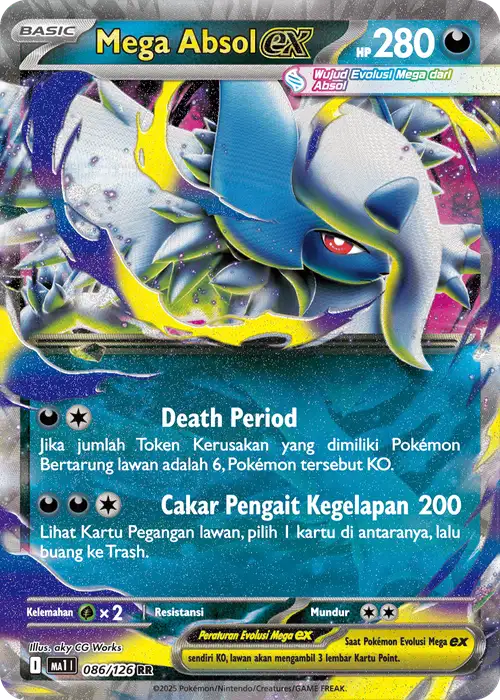 BASIC
Mega Absol ex
HP 280
Wujud Evolusi Mega dari
Absol
Death Period
Jika jumlah Token Kerusakan yang dimiliki Pokémon
Bertarung lawan adalah 6, Pokémon tersebut KO.
Cakar Pengait Kegelapan 200
Lihat Kartu Pegangan lawan, pilih 1 kartu di antaranya, lalu
buang ke Trash.
Kelemahan ×2 Resistansi Mundur
Illus. aky CG Works
Peraturan Evolusi Mega ex Saat Pokémon Evolusi Mega ex
sendiri KO, lawan akan mengambil 3 lembar Kartu Point.
I MA1 I 086/126 RR
©2025 Pokémon/Nintendo/Creatures/GAME FREAK.